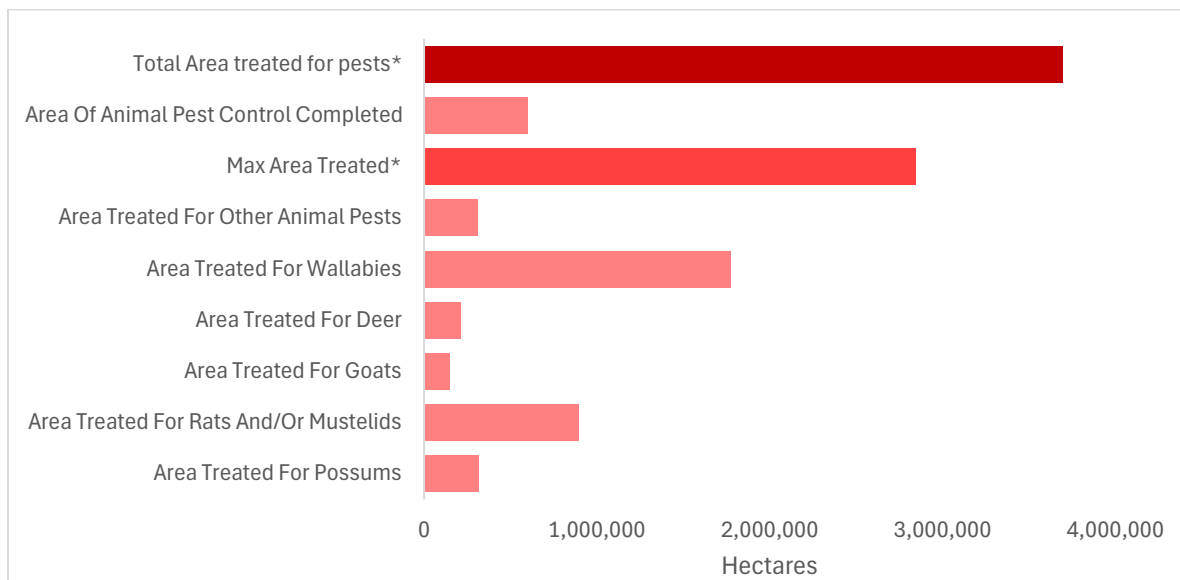 Total Area treated for pests*
Area Of Animal Pest Control Completed
Max Area Treated*
Area Treated For Other Animal Pests
Area Treated For Wallabies
Area Treated For Deer
Area Treated For Goats
Area Treated For Rats And/Or Mustelids
Area Treated For Possums
0 1,000,000 2,000,000 3,000,000 4,000,000
Hectares